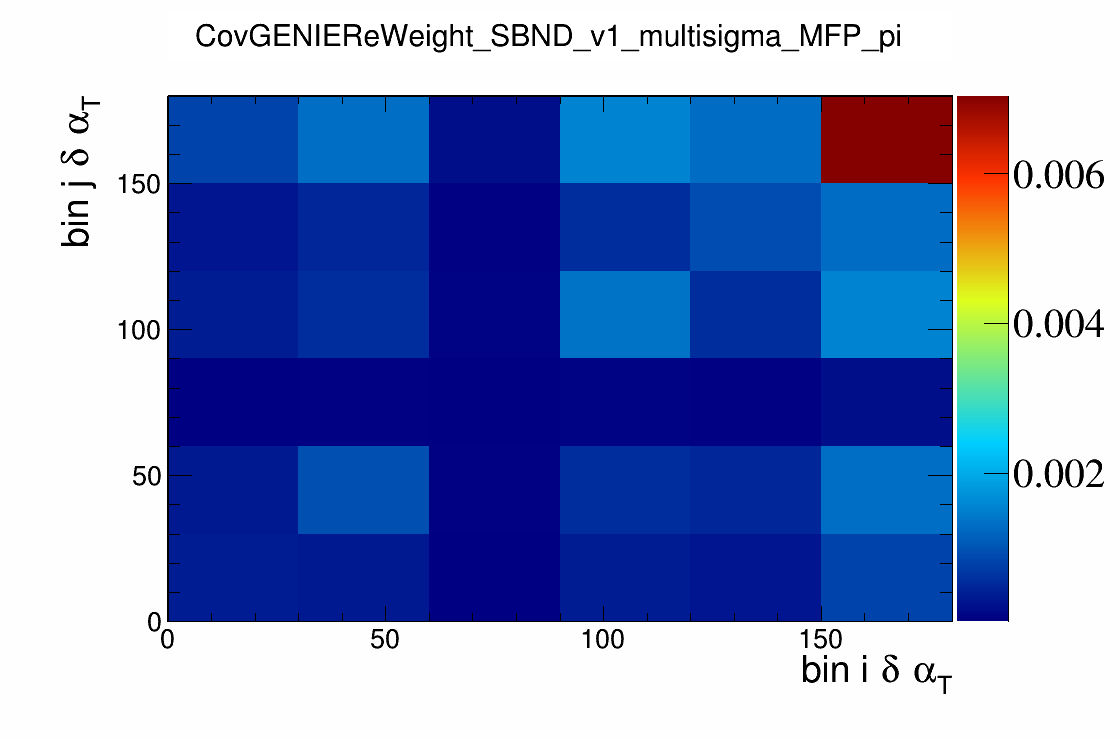 CovGENIEReWeight_SBND_v1_multisigma_MFP_pi
bin j δ α_T
150
100
50
0
0 50 100 150
bin i δ α_T
0.006
0.004
0.002